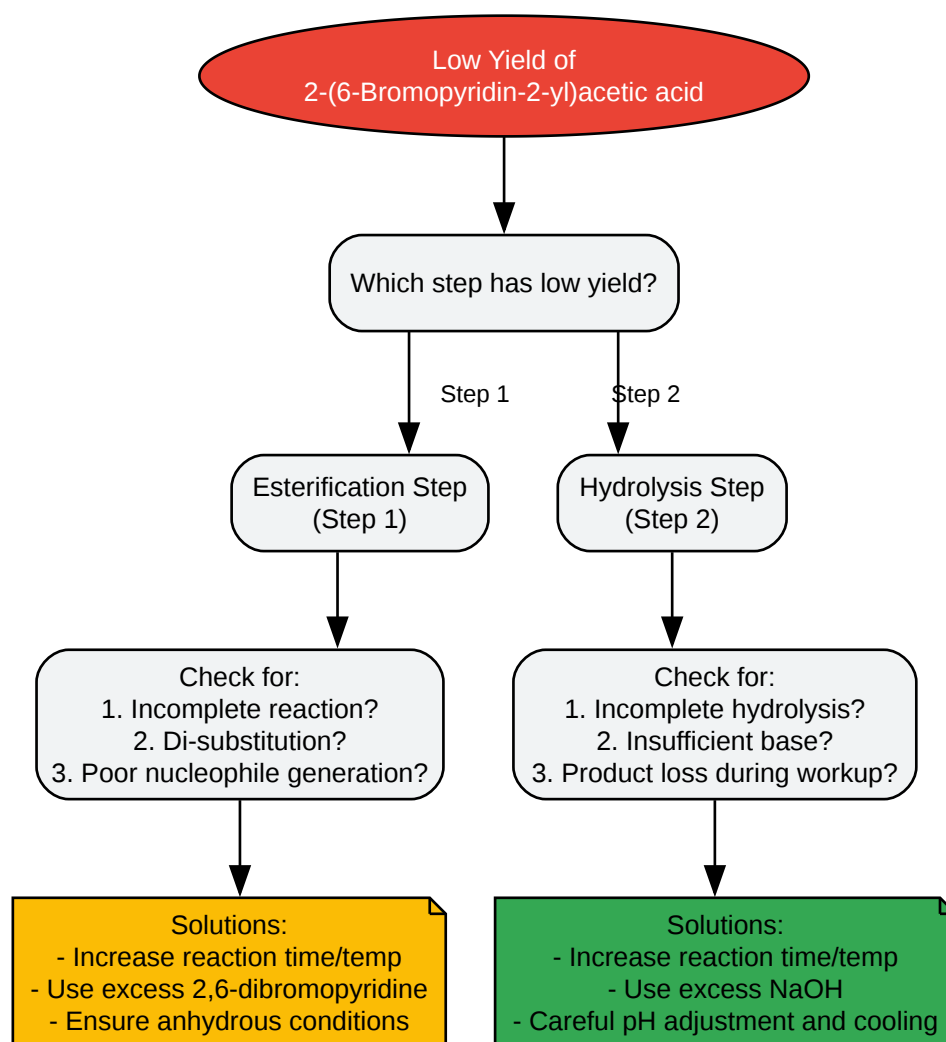 Low Yield of
2-(6-Bromopyridin-2-yl)acetic acid
Which step has low yield?
Step 1
Step 2
Esterification Step
(Step 1)
Hydrolysis Step
(Step 2)
Check for:
1. Incomplete reaction?
2. Di-substitution?
3. Poor nucleophile generation?
Check for:
1. Incomplete hydrolysis?
2. Insufficient base?
3. Product loss during workup?
Solutions:
- Increase reaction time/temp
- Use excess 2,6-dibromopyridine
- Ensure anhydrous conditions
Solutions:
- Increase reaction time/temp
- Use excess NaOH
- Careful pH adjustment and cooling